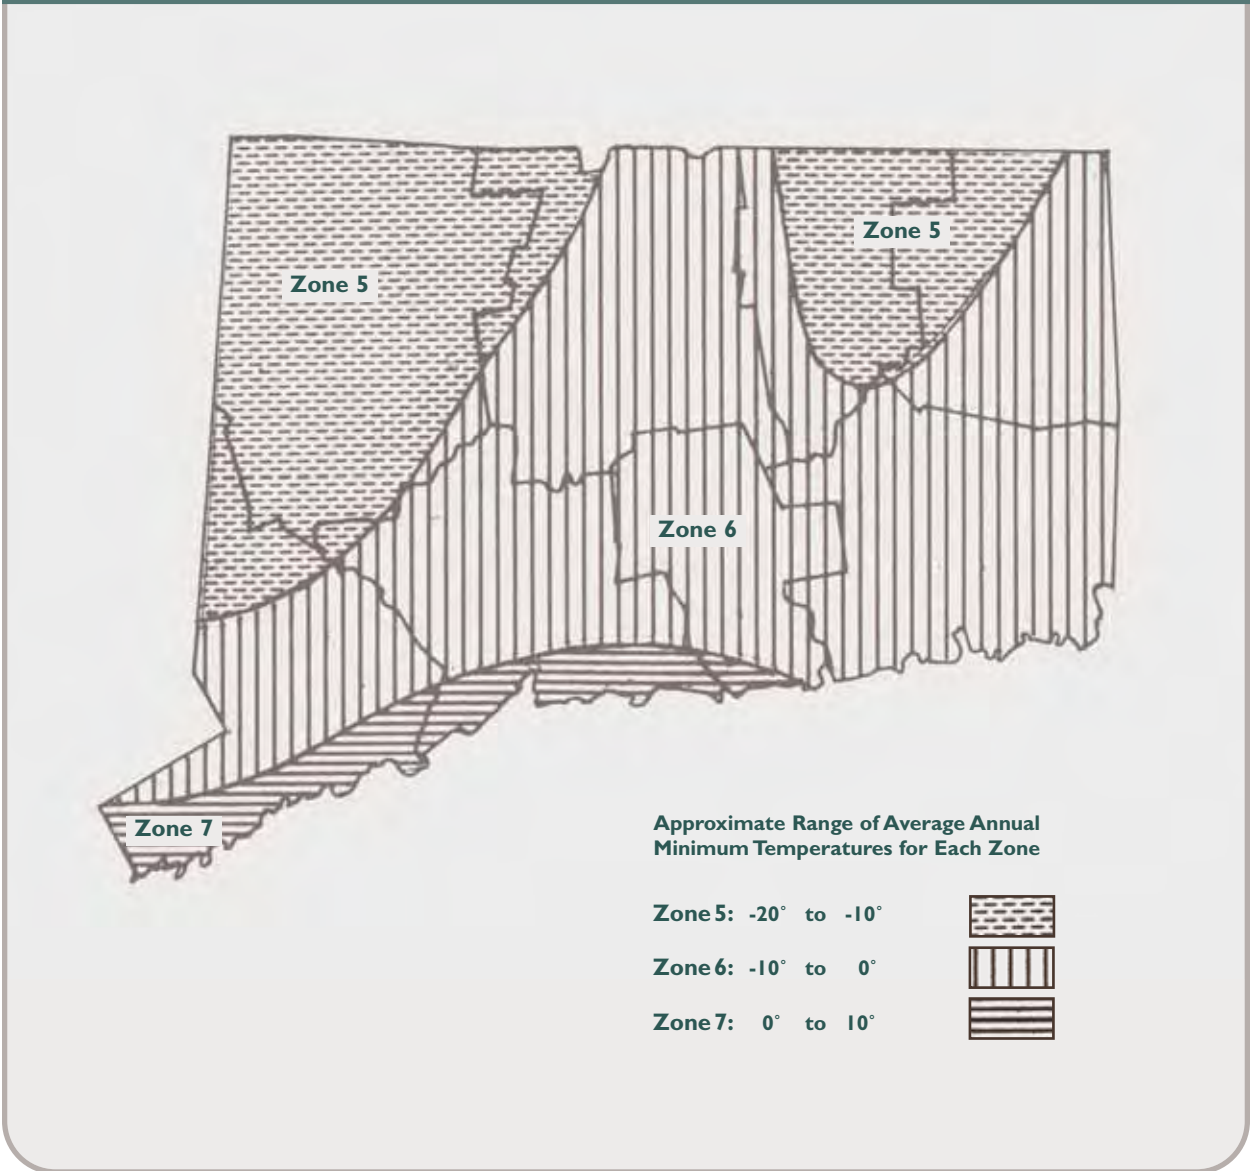 Zone 5
Zone 5
Zone 6
Zone 7
Approximate Range of Average Annual
Minimum Temperatures for Each Zone
Zone 5: -20° to -10°
Zone 6: -10° to 0°
Zone 7: 0° to 10°